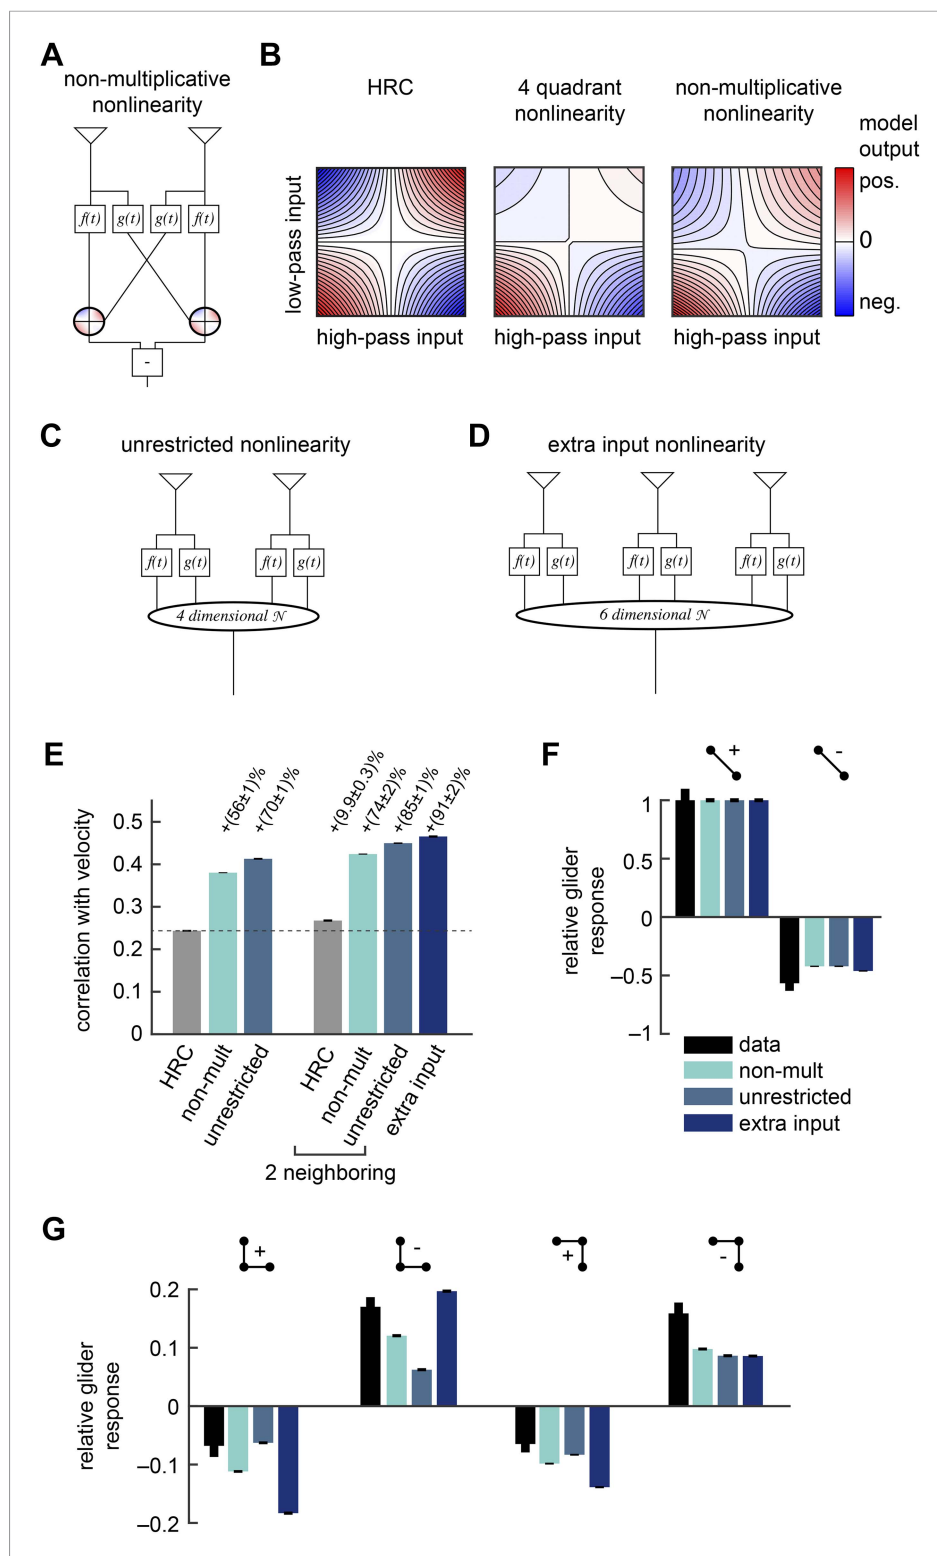 A
non-multiplicative
nonlinearity
f(t)
g(t)
g(t)
f(t)
-
B
HRC
4 quadrant
nonlinearity
non-multiplicative
nonlinearity
model
output
pos.
0
neg.
low-pass input
high-pass input
high-pass input
high-pass input
C
unrestricted nonlinearity
f(t)
g(t)
f(t)
g(t)
4 dimensional N
D
extra input nonlinearity
f(t)
g(t)
f(t)
g(t)
f(t)
g(t)
6 dimensional N
E
correlation with velocity
0.5
0.4
0.3
0.2
0.1
0
+(56±1)%
+(70±1)%
+(9.9±0.3)%
+(74±2)%
+(85±1)%
+(91±2)%
HRC
non-mult
unrestricted
HRC
non-mult
unrestricted
extra input
2 neighboring
F
+
-
relative glider
response
1
0.5
0
–0.5
–1
data
non-mult
unrestricted
extra input
G
+
-
+
-
relative glider
response
0.2
0.1
0
–0.1
–0.2